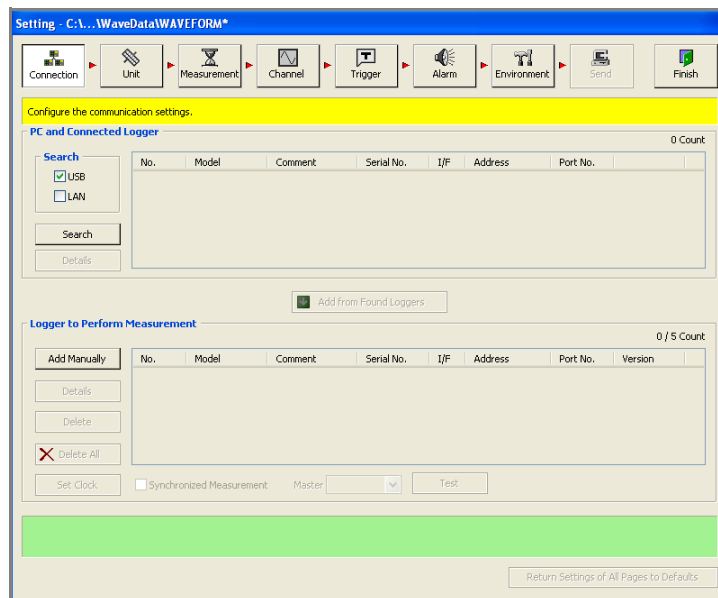 Setting - C:\...\WaveData\WAVEFORM*
Connection Unit Measurement Channel Trigger Alarm Environment Send Finish
Configure the communication settings.
PC and Connected Logger
0 Count
Search
No. Model Comment Serial No. I/F Address Port No.
USB
LAN
Search
Details
Add from Found Loggers
Logger to Perform Measurement
0 / 5 Count
Add Manually No. Model Comment Serial No. I/F Address Port No. Version
Details
Delete
Delete All
Set Clock Synchronized Measurement Master Test
Return Settings of All Pages to Defaults